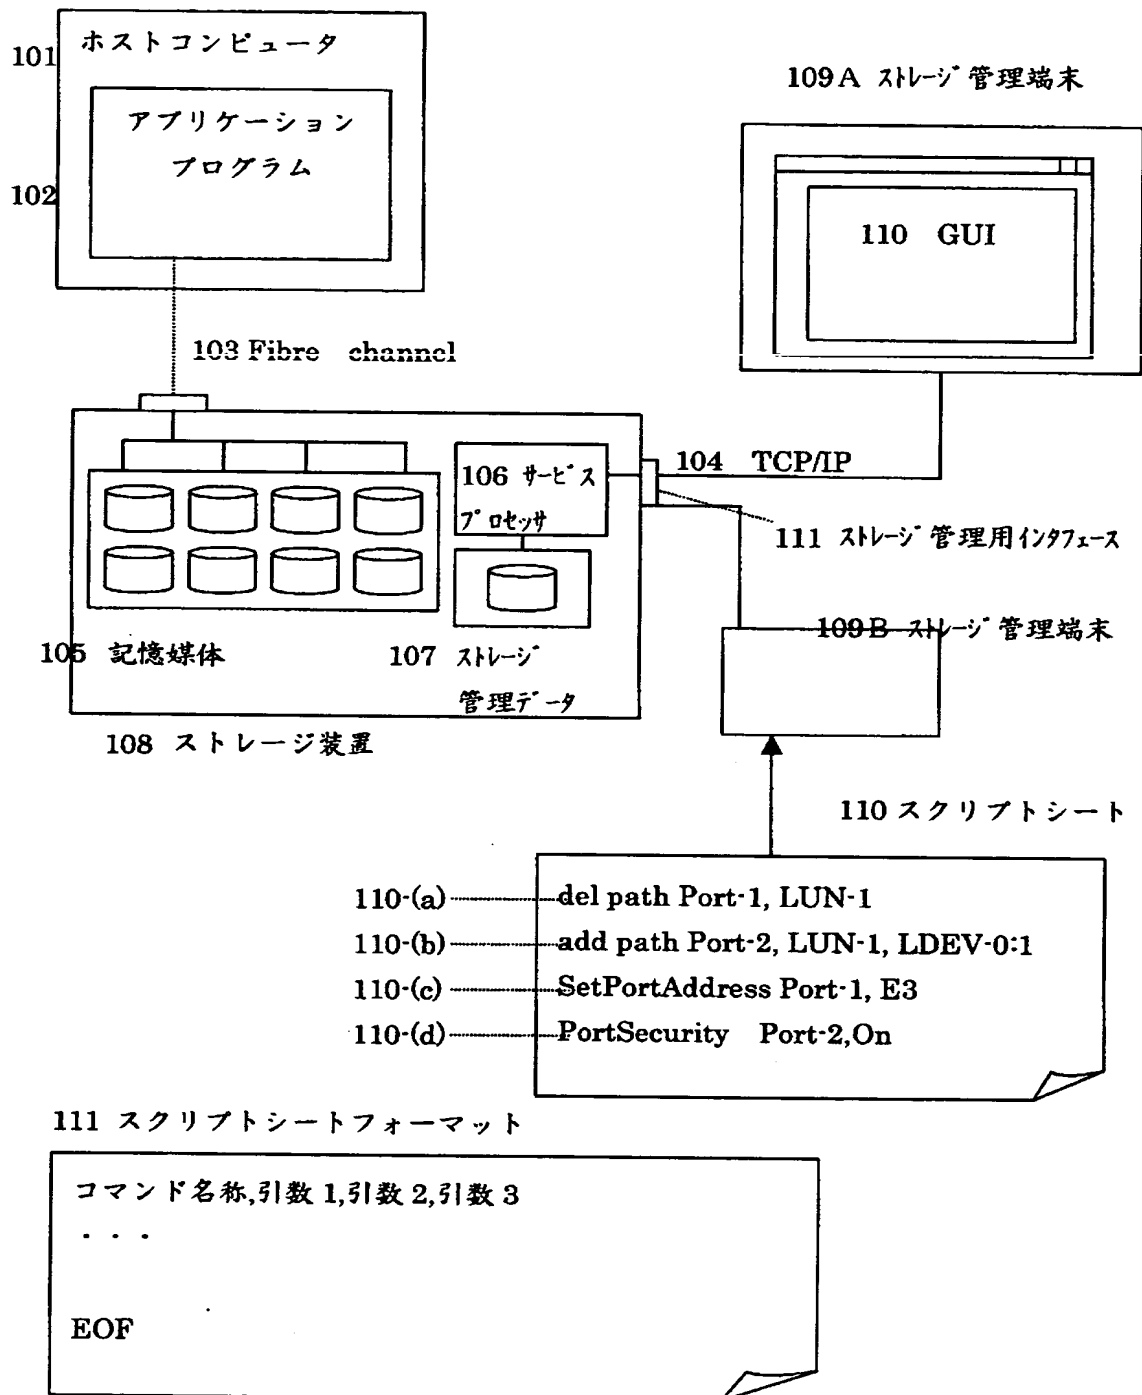 101
ホストコンピュータ
アプリケーション
プログラム
102
109A ストレージ管理端末
110 GUI
103 Fibre channel
106 サービス
プロセッサ
104 TCP/IP
111 ストレージ管理用インタフェース
105 記憶媒体
107 ストレージ
管理データ
109B ストレージ管理端末
108 ストレージ装置
110 スクリプトシート
110-(a) del path Port-1, LUN-1
110-(b) add path Port-2, LUN-1, LDEV-0:1
110-(c) SetPortAddress Port-1, E3
110-(d) PortSecurity Port-2,On
111 スクリプトシートフォーマット
コマンド名称,引数1,引数2,引数3
・・・
EOF